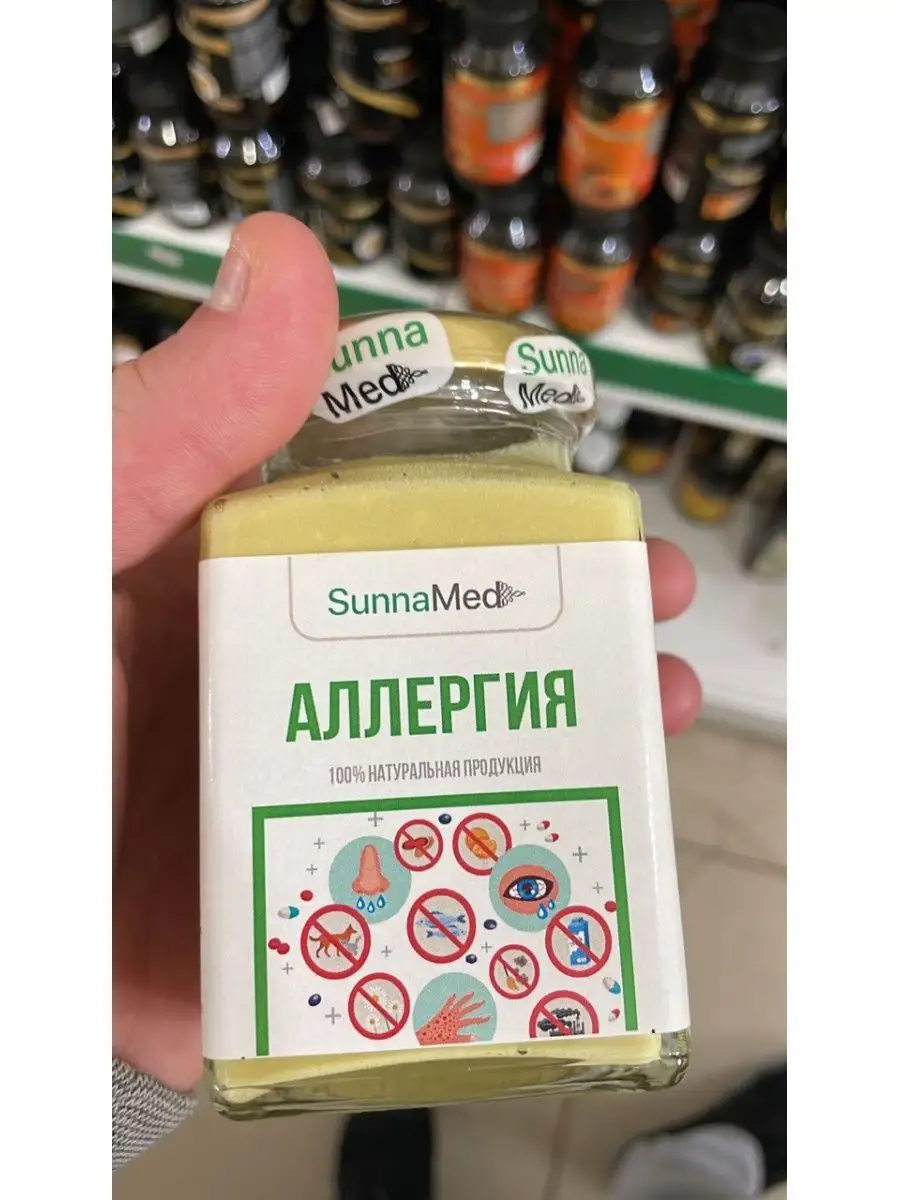 Sunna
Med
Sunna
Med
SunnaMed
АЛЛЕРГИЯ
100% НАТУРАЛЬНАЯ ПРОДУКЦИЯ